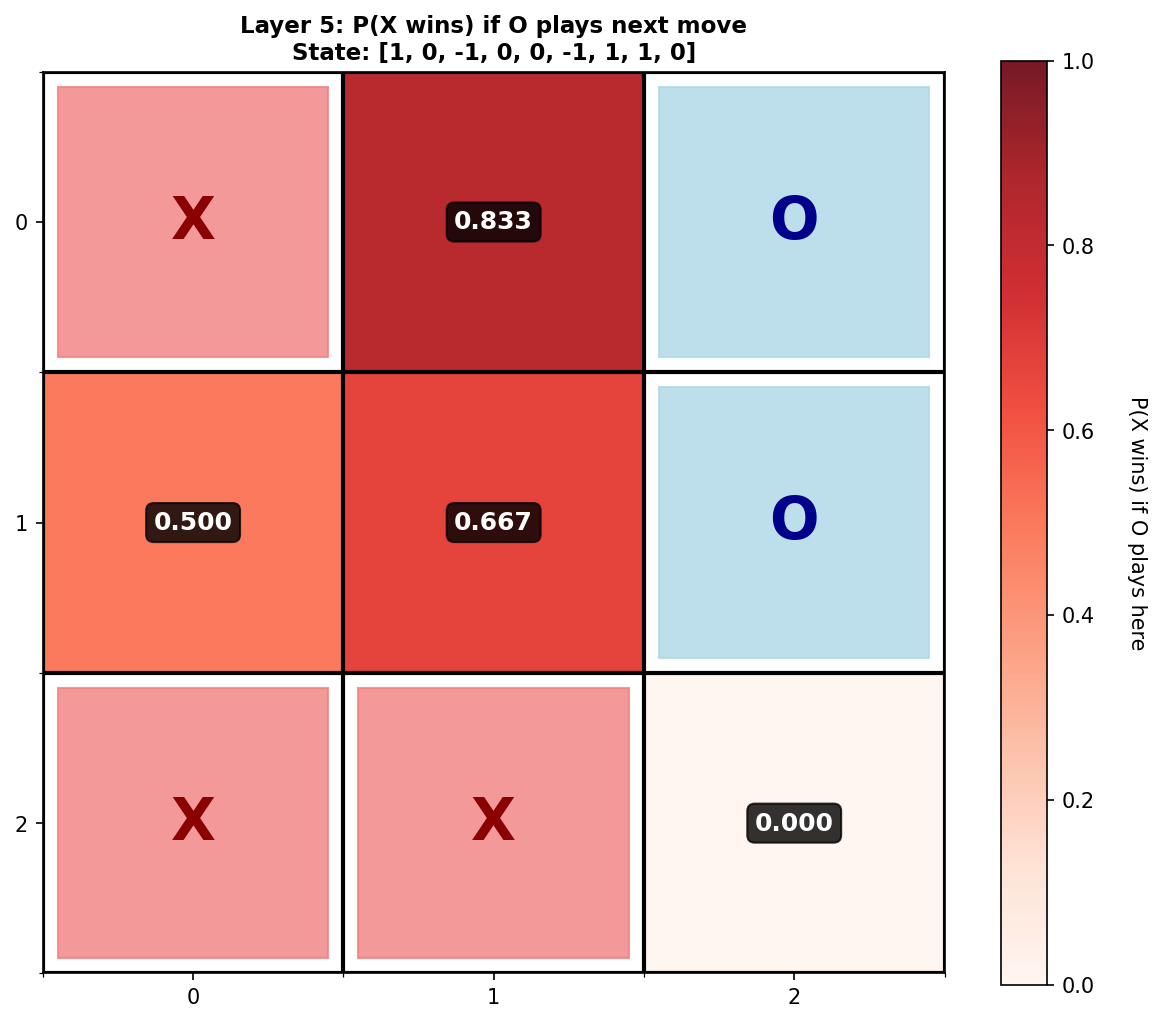 Layer 5: P(X wins) if O plays next move
State: [1, 0, -1, 0, 0, -1, 1, 1, 0]
0
X
0.833
O
1
0.500
0.667
O
2
X
X
0.000
0
1
2
1.0
0.8
0.6
0.4
0.2
0.0
P(X wins) if O plays here